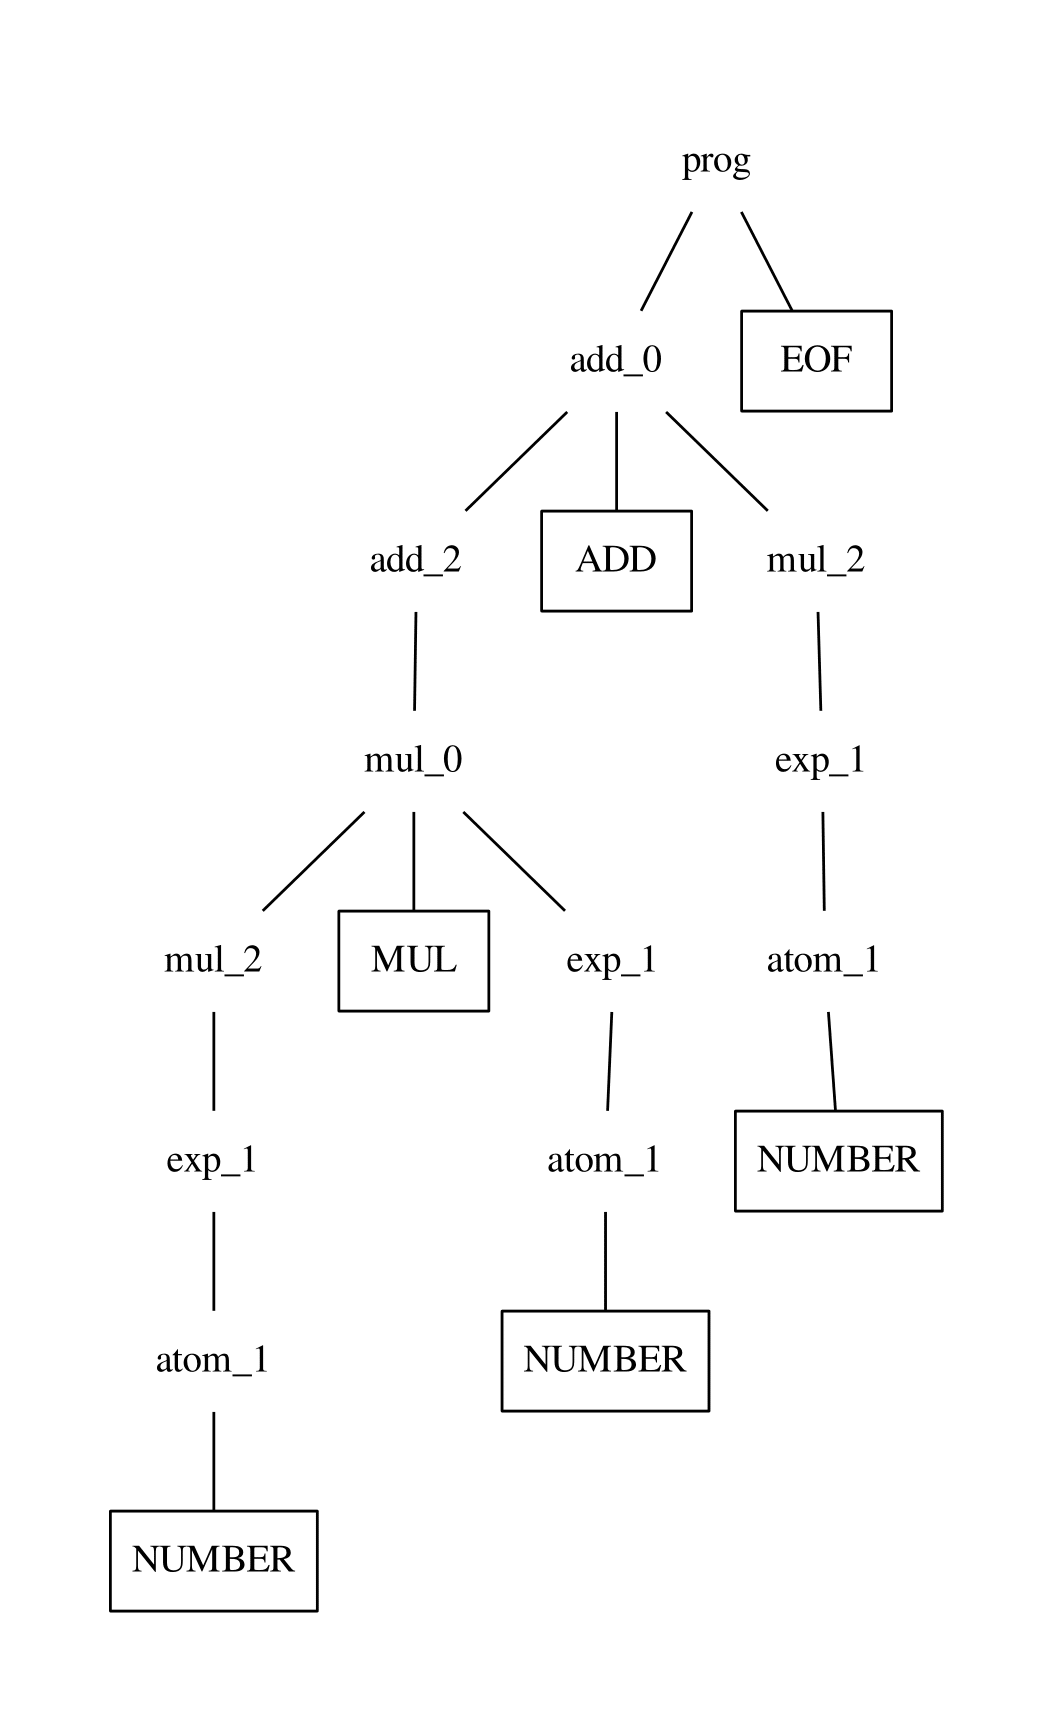 prog
add_0
EOF
add_2
ADD
mul_2
mul_0
exp_1
mul_2
MUL
exp_1
atom_1
exp_1
atom_1
NUMBER
atom_1
NUMBER
NUMBER